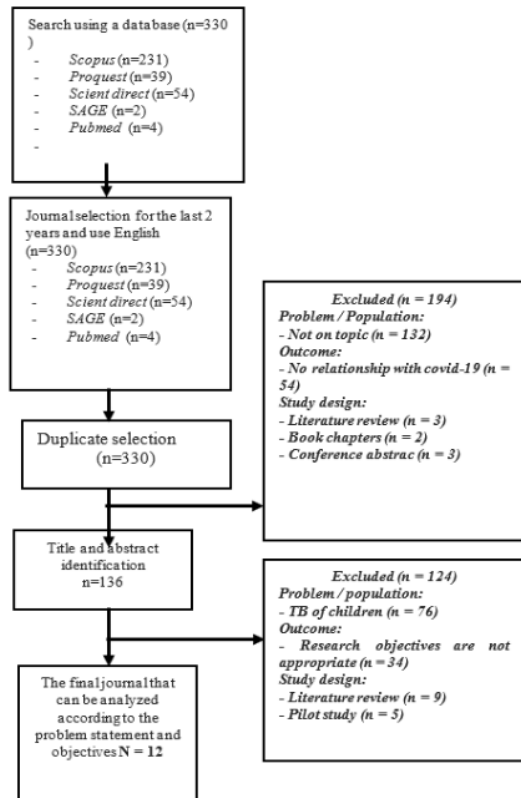 Search using a database (n=330
)
- Scopus (n=231)
- Proquest (n=39)
- Scient direct (n=54)
- SAGE (n=2)
- Pubmed (n=4)
-
Journal selection for the last 2
years and use English
(n=330)
- Scopus (n=231)
- Proquest (n=39)
- Scient direct (n=54)
- SAGE (n=2)
- Pubmed (n=4)
Duplicate selection
(n=330)
Excluded (n = 194)
Problem / Population:
- Not on topic (n = 132)
Outcome:
- No relationship with covid-19 (n =
54)
Study design:
- Literature review (n = 3)
- Book chapters (n = 2)
- Conference abstrac (n = 3)
Title and abstract
identification
n=136
Excluded (n = 124)
Problem / population:
- TB of children (n = 76)
Outcome:
- Research objectives are not
appropriate (n = 34)
Study design:
- Literature review (n = 9)
- Pilot study (n = 5)
The final journal that
can be analyzed
according to the
problem statement and
objectives N = 12